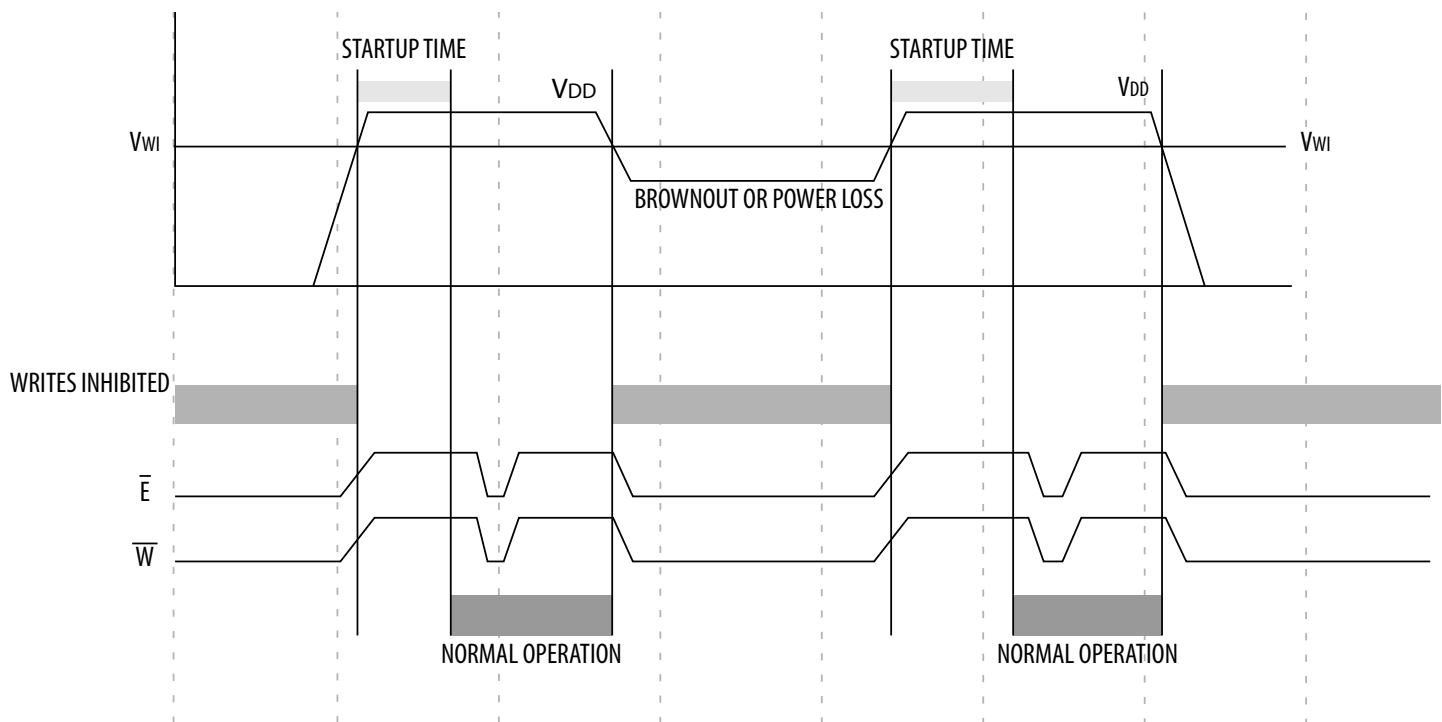 STARTUP TIME
STARTUP TIME
VDD
VDD
VWI
VWI
BROWNOUT OR POWER LOSS
WRITES INHIBITED
E̅
W̅
NORMAL OPERATION
NORMAL OPERATION